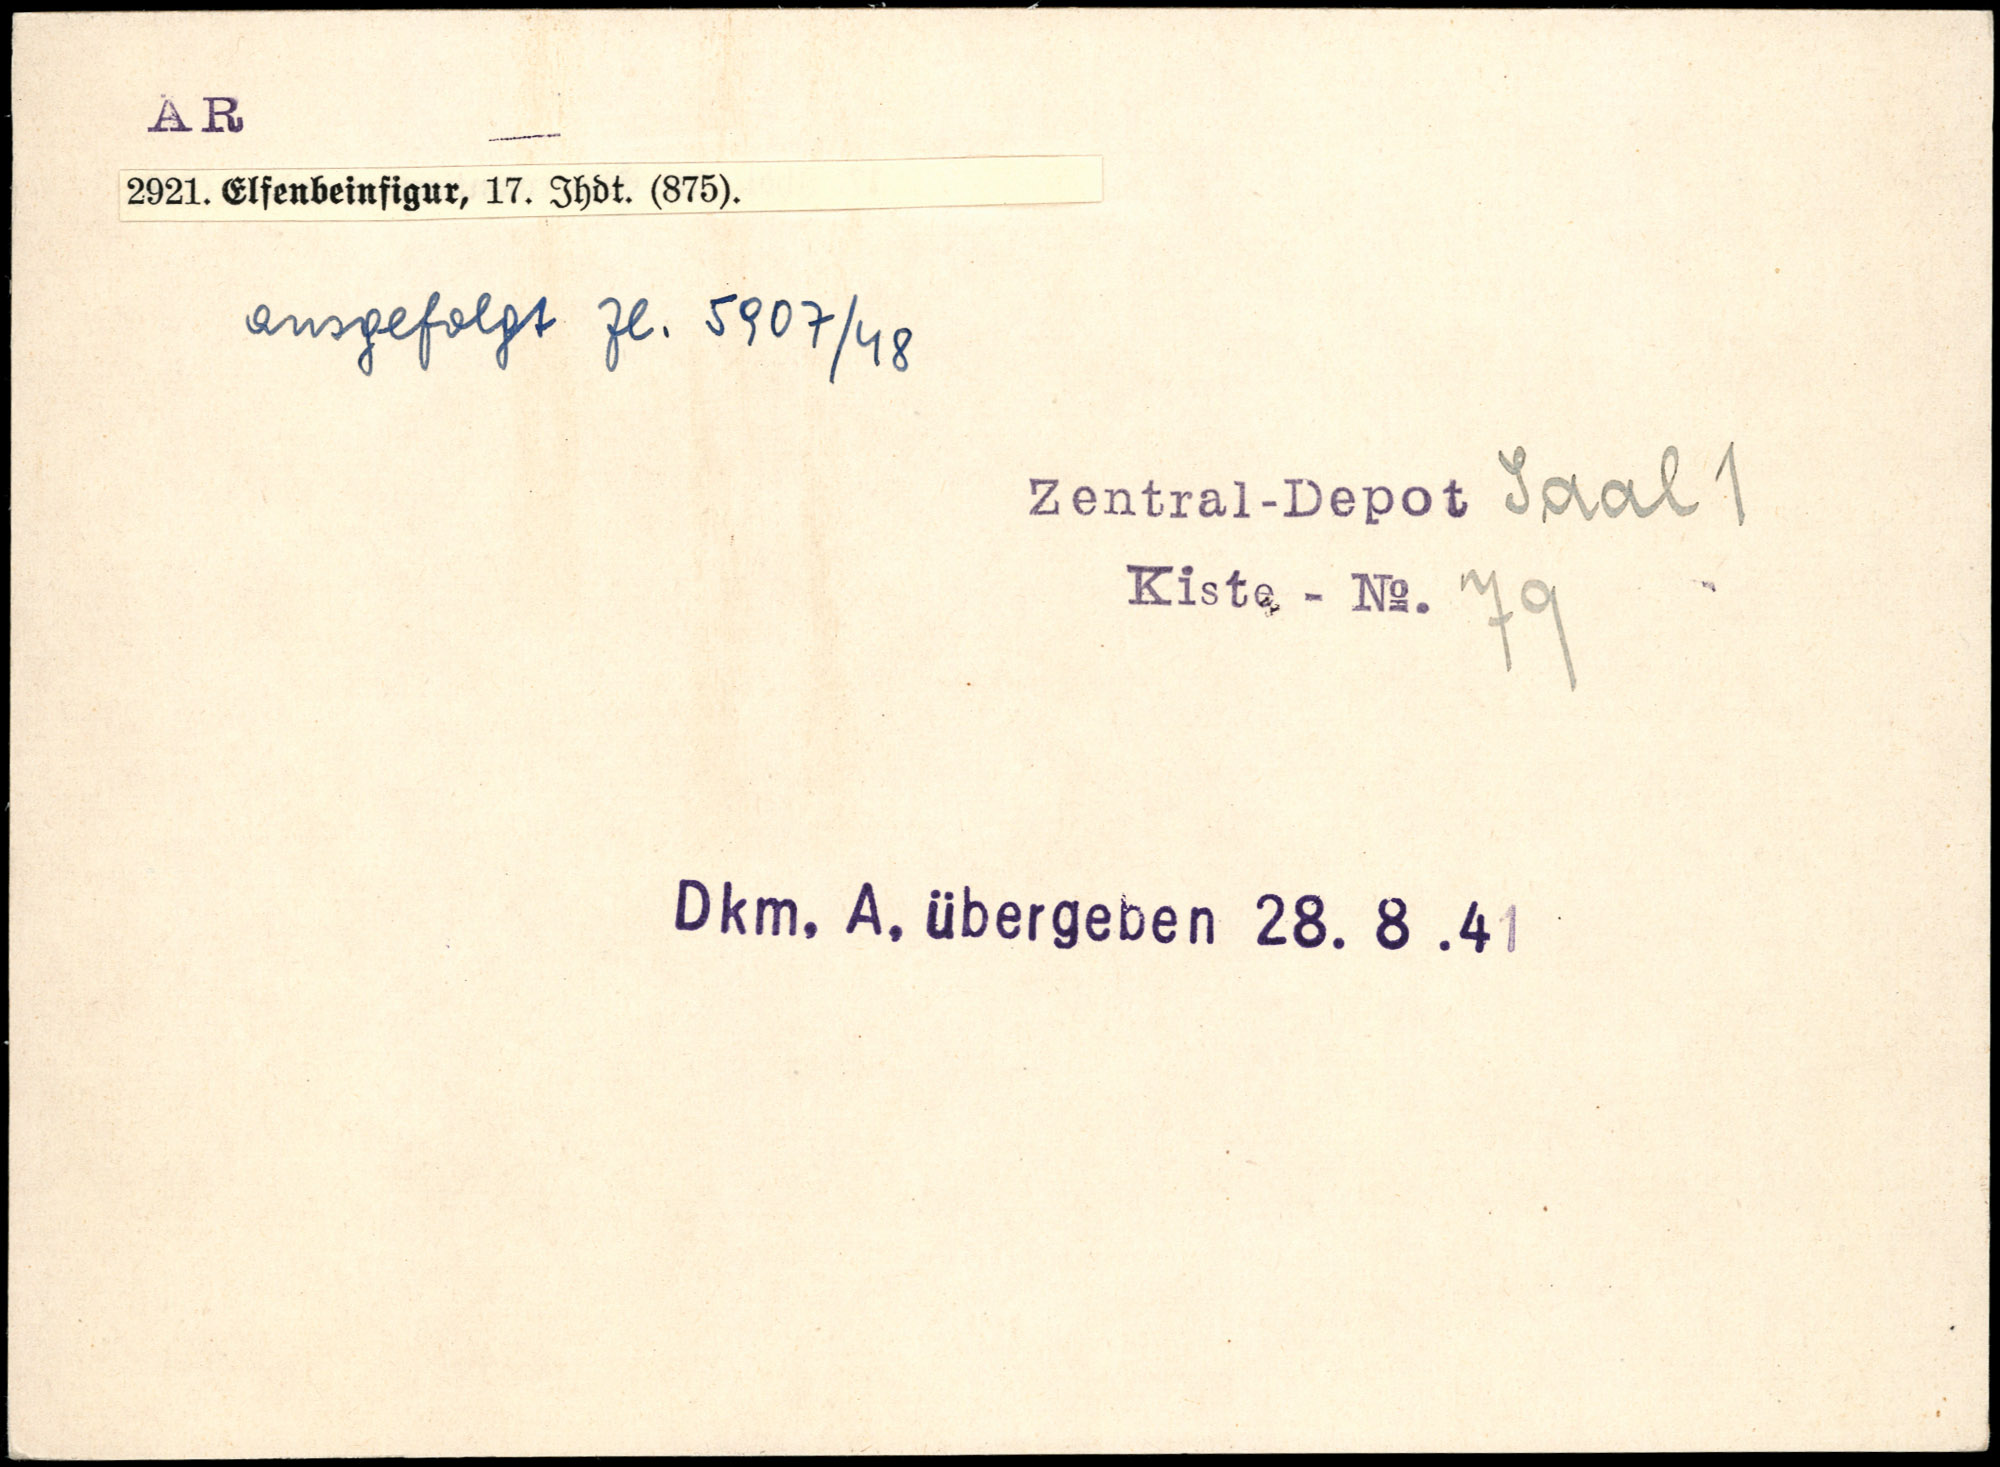 AR
2921. Elfenbeinfigur, 17. Jhdt. (875).
ausgefolgt Zl. 5907/48
Zentral-Depot Saal 1
Kiste - №. 79
Dkm. A. übergeben 28. 8 .41